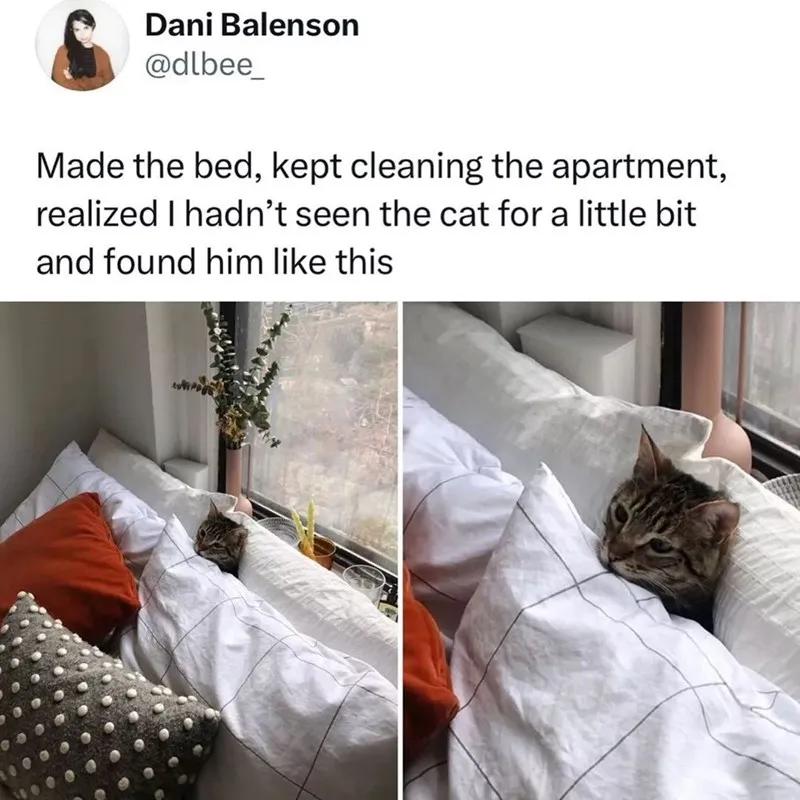 Dani Balenson
@dlbee_
Made the bed, kept cleaning the apartment,
realized I hadn’t seen the cat for a little bit
and found him like this